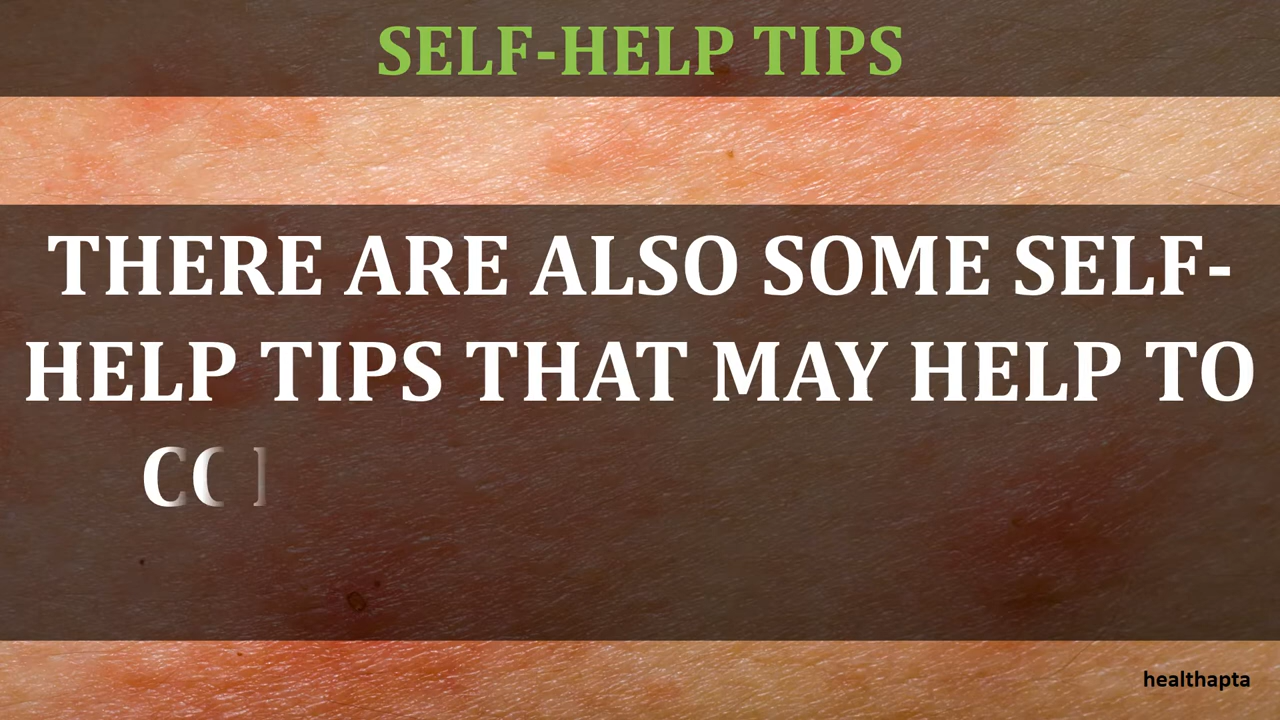 SELF-HELP TIPS
THERE ARE ALSO SOME SELF-
HELP TIPS THAT MAY HELP TO
healthapta